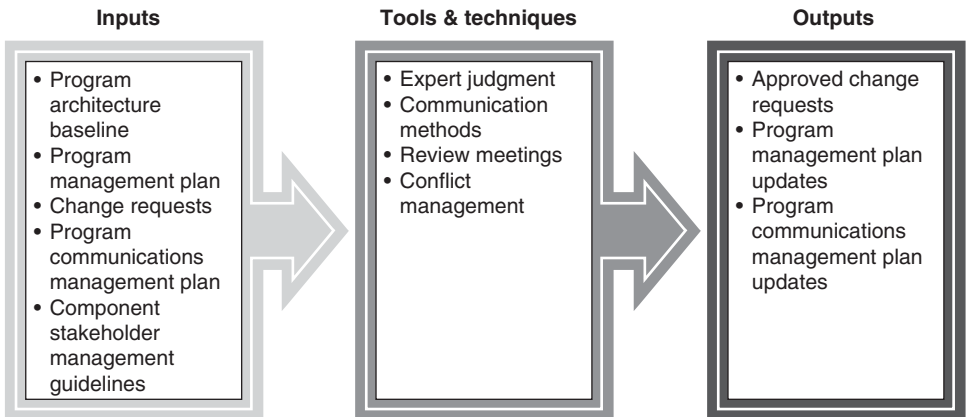 Inputs
• Program
architecture
baseline
• Program
management plan
• Change requests
• Program
communications
management plan
• Component
stakeholder
management
guidelines
Tools & techniques
• Expert judgment
• Communication
methods
• Review meetings
• Conflict
management
Outputs
• Approved change
requests
• Program
management plan
updates
• Program
communications
management plan
updates